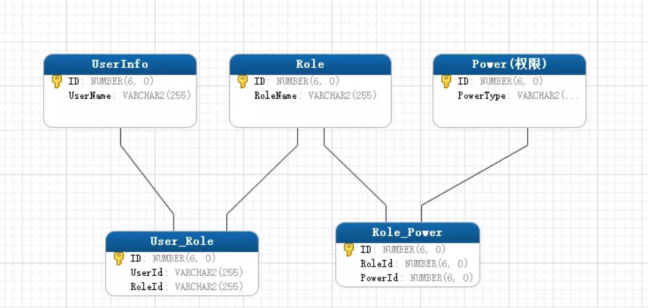 UserInfo
ID: NUMBER(6, 0)
UserName: VARCHAR2(255)
Role
ID: NUMBER(6, 0)
RoleName: VARCHAR2(255)
Power(权限)
ID: NUMBER(6, 0)
PowerType: VARCHAR2(...
User_Role
ID: NUMBER(6, 0)
UserId: VARCHAR2(255)
RoleId: VARCHAR2(255)
Role_Power
ID: NUMBER(6, 0)
RoleId: NUMBER(6, 0)
PowerId: NUMBER(6, 0)